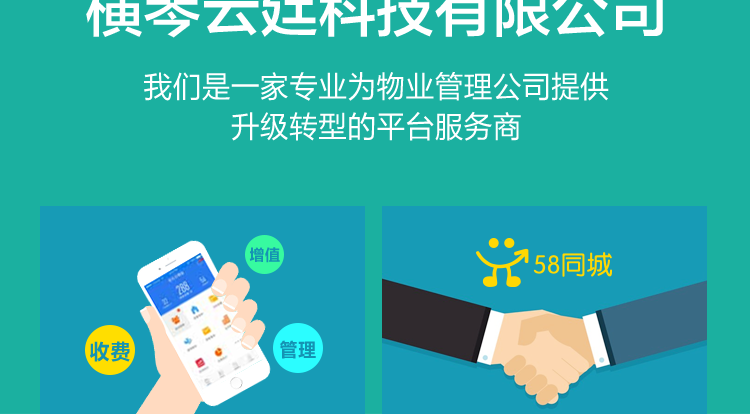 横琴云廷科技有限公司
我们是一家专业为物业管理公司提供
升级转型的平台服务商
增值
收费
288
管理
58同城